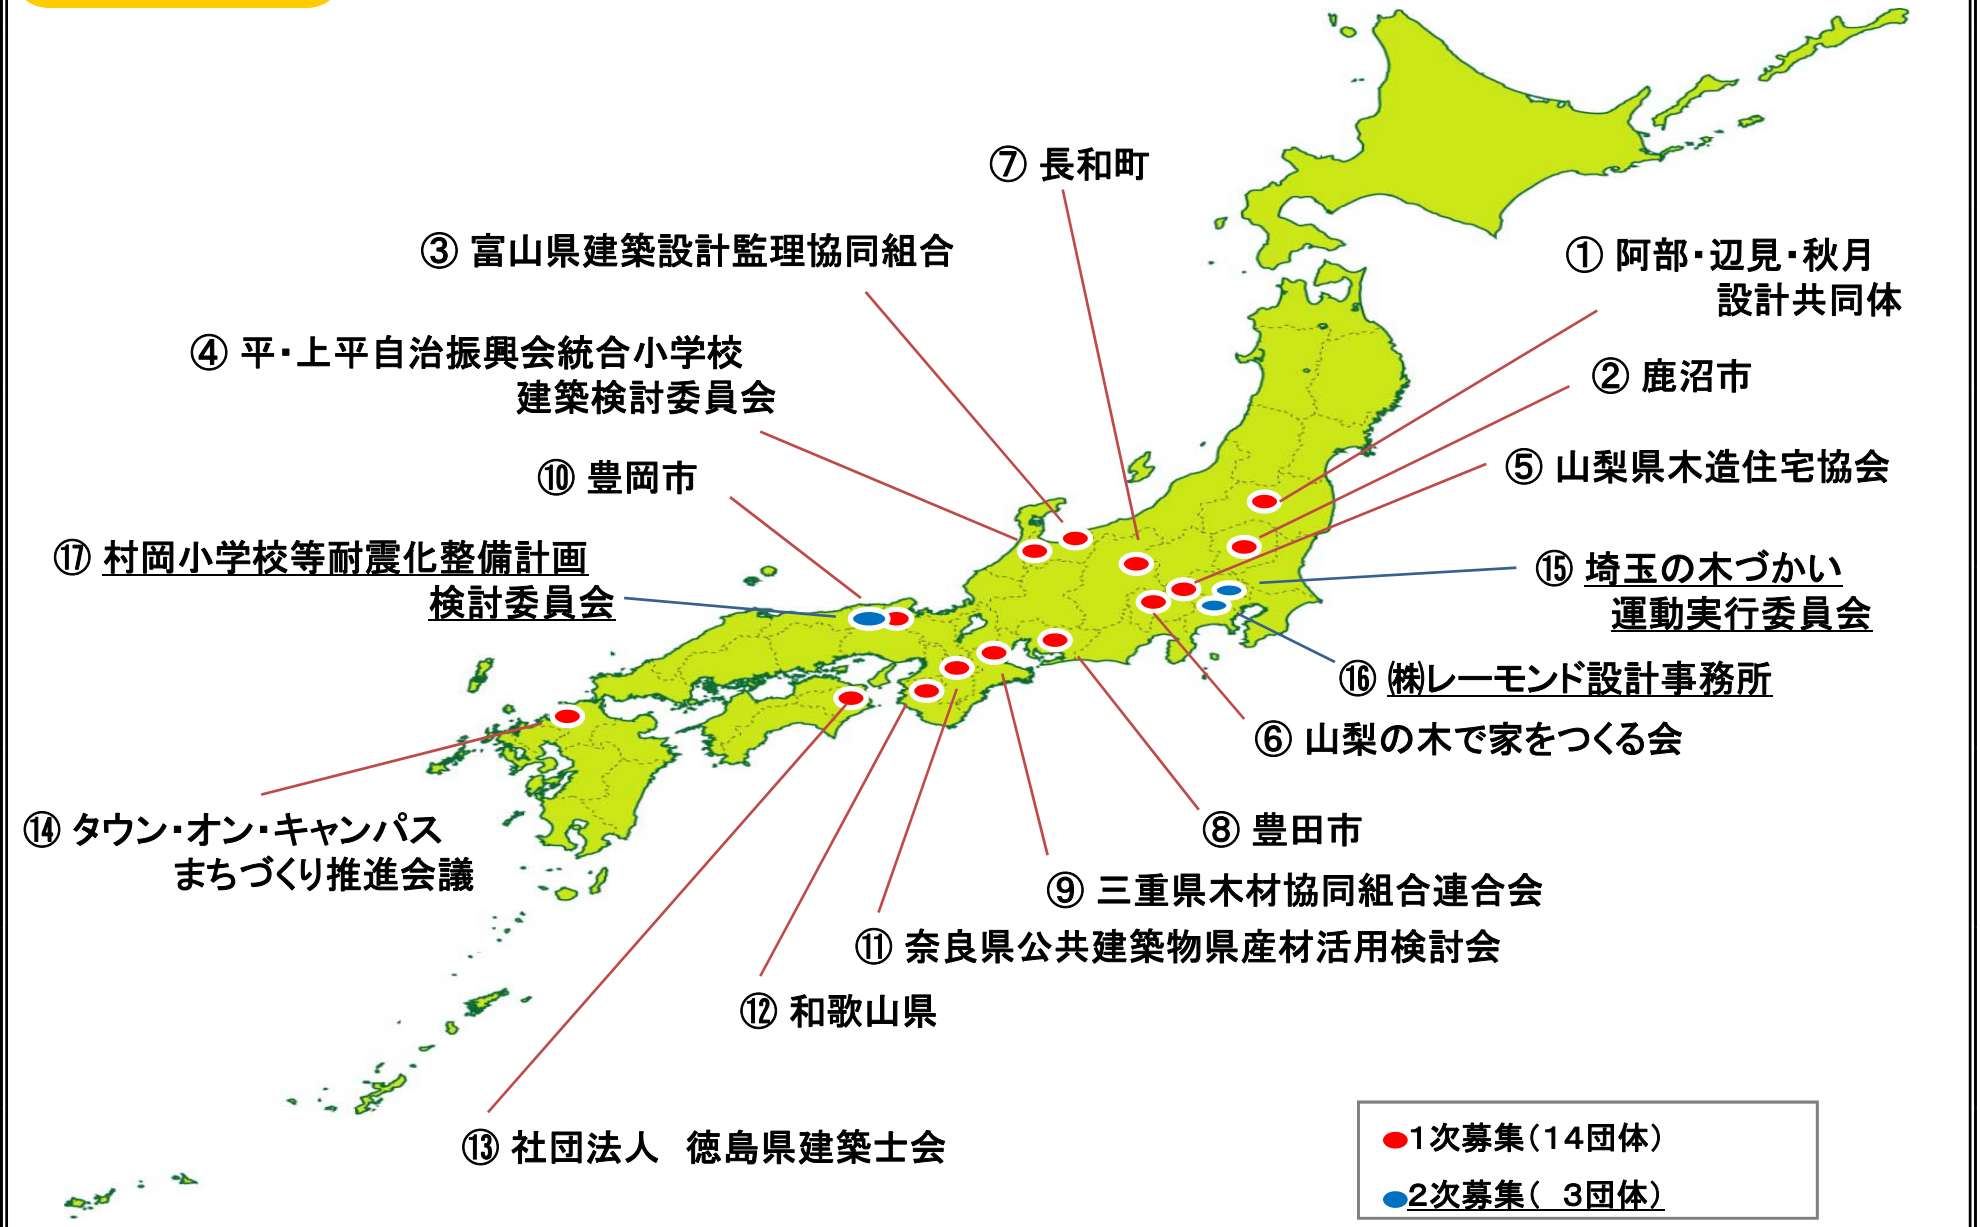 ⑦ 長和町
③ 富山県建築設計監理協同組合
① 阿部・辺見・秋月
設計共同体
④ 平・上平自治振興会統合小学校
建築検討委員会
② 鹿沼市
⑩ 豊岡市
⑤ 山梨県木造住宅協会
⑰ 村岡小学校等耐震化整備計画
検討委員会
⑮ 埼玉の木づかい
運動実行委員会
⑯ ㈱レーモンド設計事務所
⑥ 山梨の木で家をつくる会
⑭ タウン・オン・キャンパス
まちづくり推進会議
⑧ 豊田市
⑨ 三重県木材協同組合連合会
⑪ 奈良県公共建築物県産材活用検討会
⑫ 和歌山県
⑬ 社団法人　徳島県建築士会
1次募集(14団体)
2次募集(　3団体)